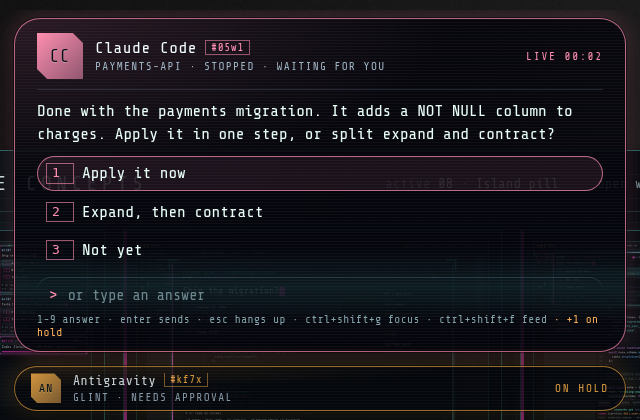 CC
Claude Code #05w1
PAYMENTS-API · STOPPED · WAITING FOR YOU
LIVE 00:02
Done with the payments migration. It adds a NOT NULL column to
charges. Apply it in one step, or split expand and contract?
1 Apply it now
2 Expand, then contract
3 Not yet
> or type an answer
1-9 answer · enter sends · esc hangs up · ctrl+shift+g focus · ctrl+shift+f feed · +1 on
hold
AN
Antigravity #kf7x
GLINT · NEEDS APPROVAL
ON HOLD